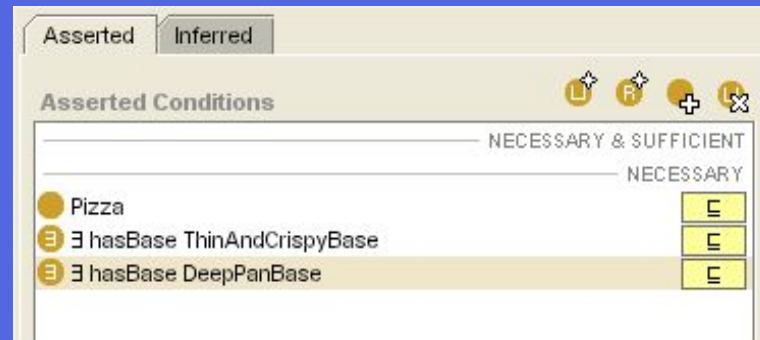 Asserted Inferred
Asserted Conditions
NECESSARY & SUFFICIENT
NECESSARY
Pizza ⊑
∃ hasBase ThinAndCrispyBase ⊑
∃ hasBase DeepPanBase ⊑